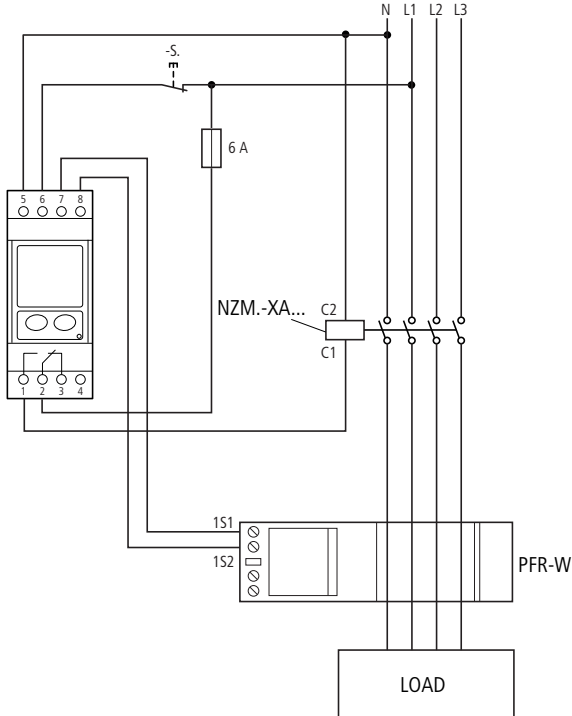 N L1 L2 L3
-S.
6 A
5 6 7 8
NZM.-XA...
C2
C1
1 2 3 4
1S1
1S2
PFR-W
LOAD